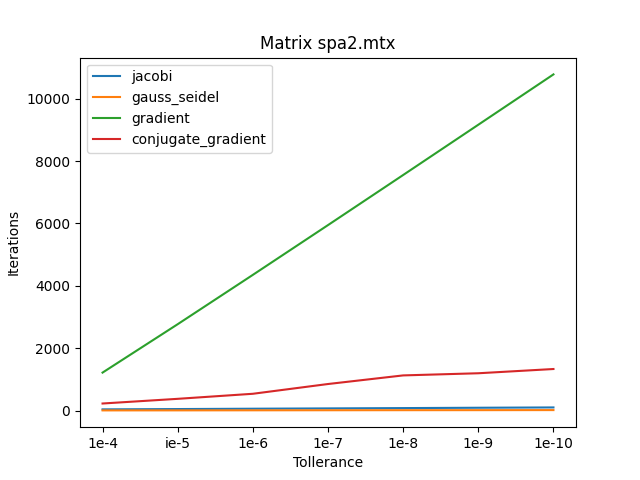 Matrix spa2.mtx
jacobi
gauss_seidel
gradient
conjugate_gradient
10000
8000
6000
4000
2000
0
Iterations
1e-4 ie-5 1e-6 1e-7 1e-8 1e-9 1e-10
Tollerance